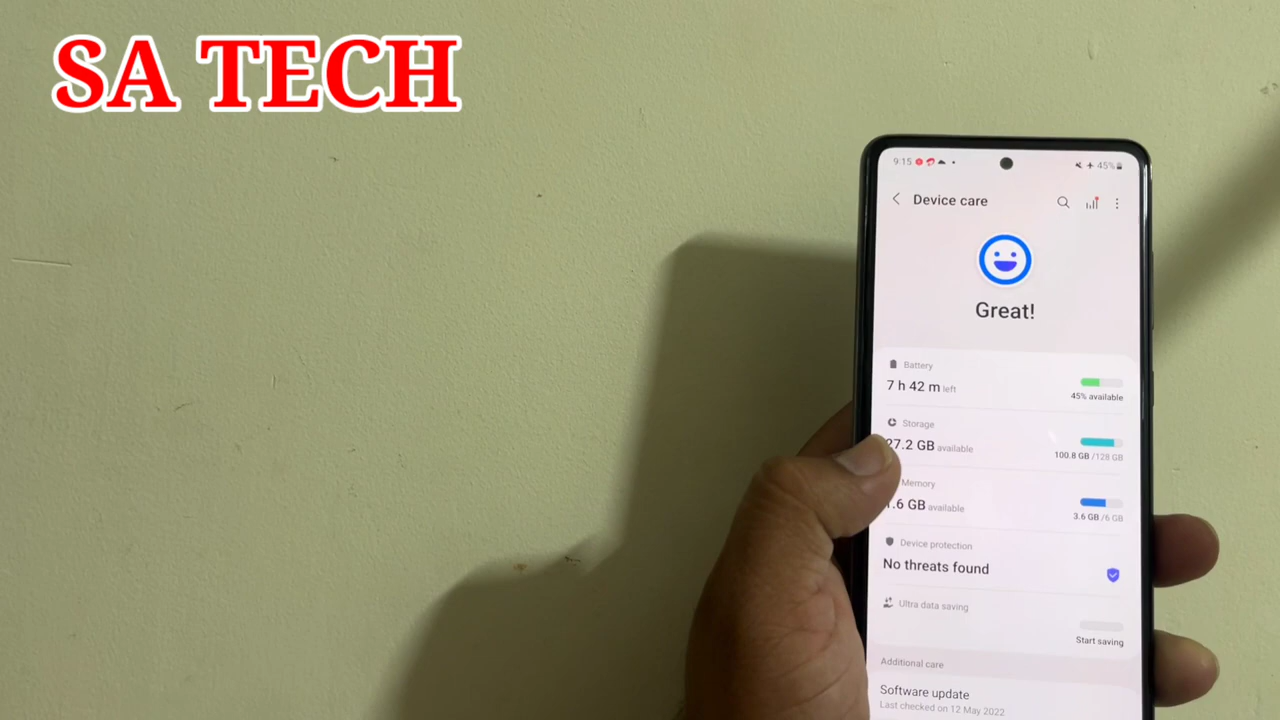 SA TECH
9:15
45%
Device care
Great!
Battery
7 h 42 m left
45% available
Storage
27.2 GB available
100.8 GB /128 GB
Memory
.6 GB available
3.6 GB /6 GB
Device protection
No threats found
Ultra data saving
Start saving
Additional care
Software update
Last checked on 12 May 2022